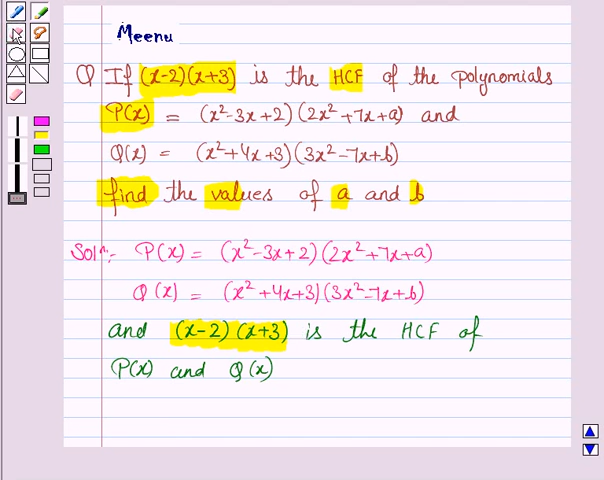 Meenu
Q If (x-2)(x+3) is the HCF of the polynomials
P(x) = (x²-3x+2)(2x²+7x+a) and
Q(x) = (x²+4x+3)(3x²-7x+b)
find the values of a and b
Solⁿ:- P(x) = (x²-3x+2)(2x²+7x+a)
Q(x) = (x²+4x+3)(3x²-7x+b)
and (x-2)(x+3) is the HCF of
P(x) and Q(x)